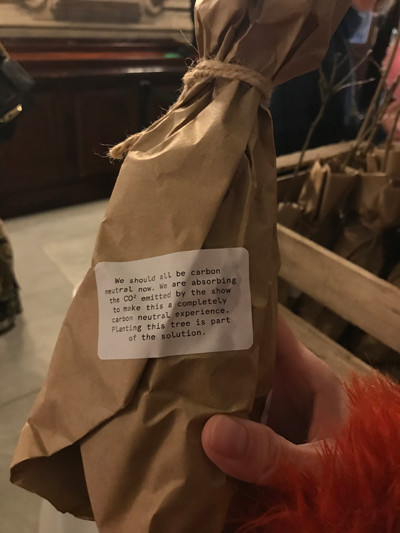 We should all be carbon
neutral now. We are absorbing
the CO² emitted by the show
to make this a completely
carbon neutral experience.
Planting this tree is part
of the solution.